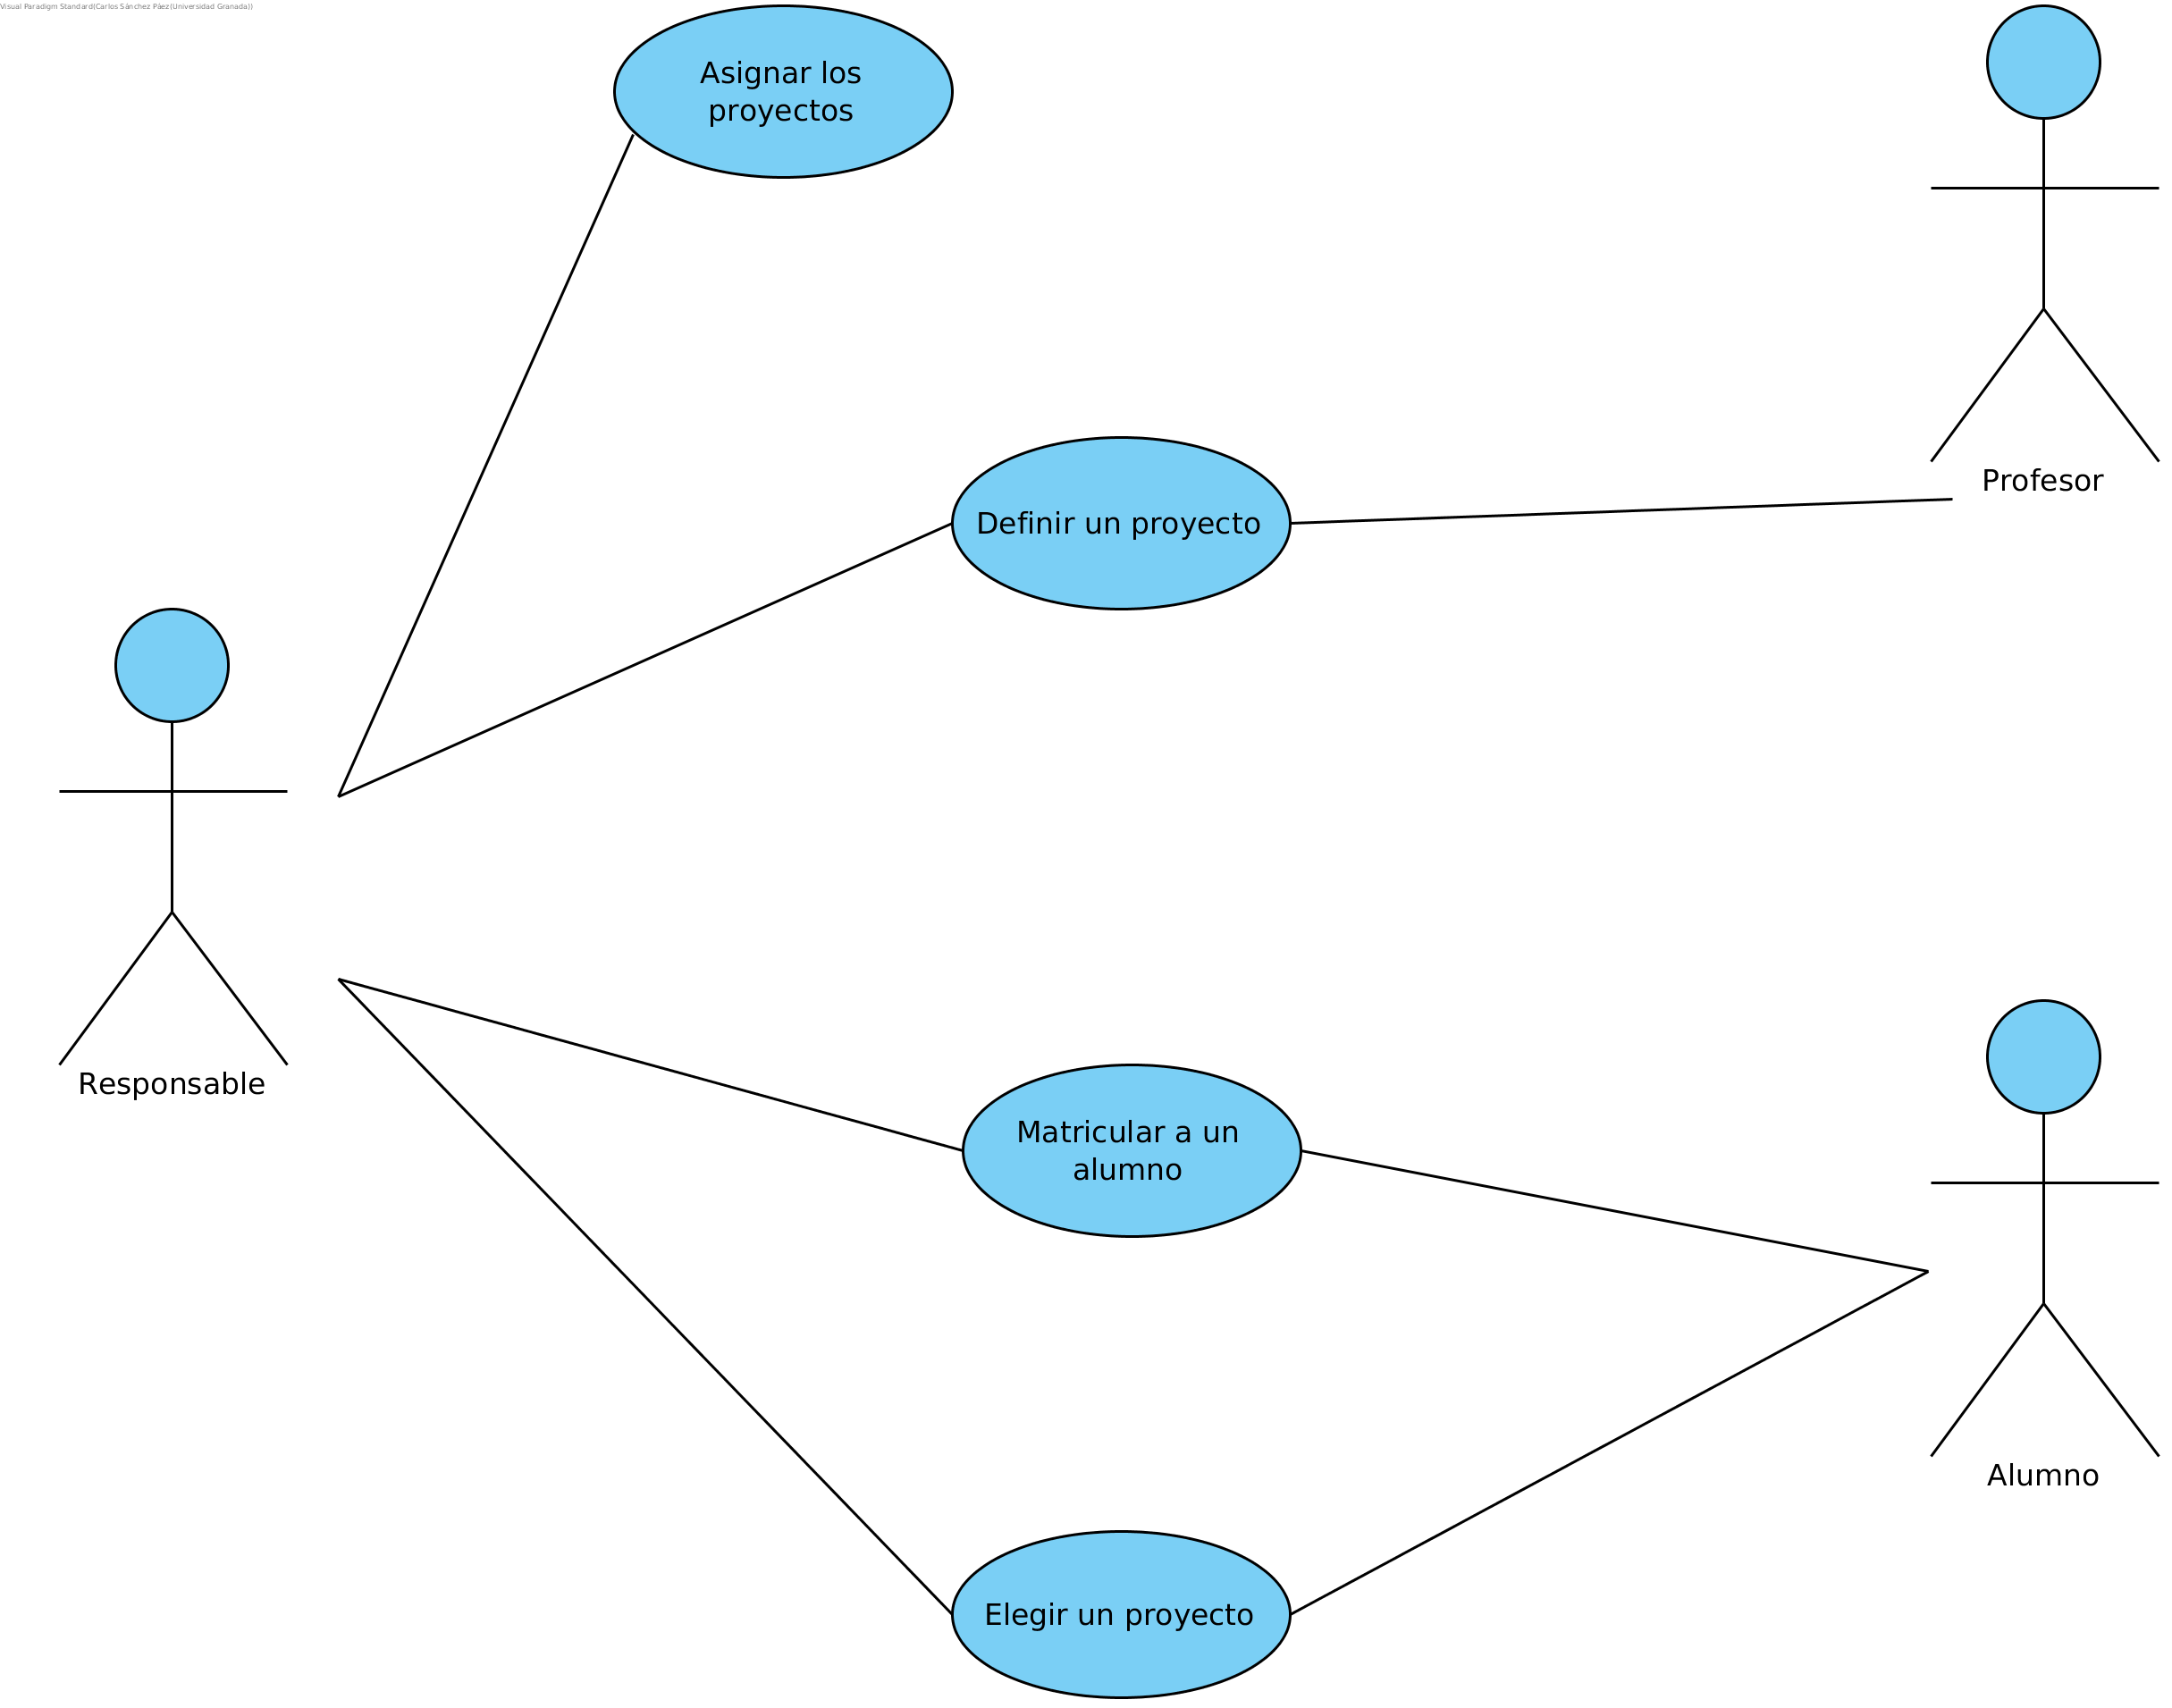 Visual Paradigm Standard(Carlos Sánchez Páez(Universidad Granada))
Asignar los
proyectos
Profesor
Definir un proyecto
Responsable
Matricular a un
alumno
Alumno
Elegir un proyecto